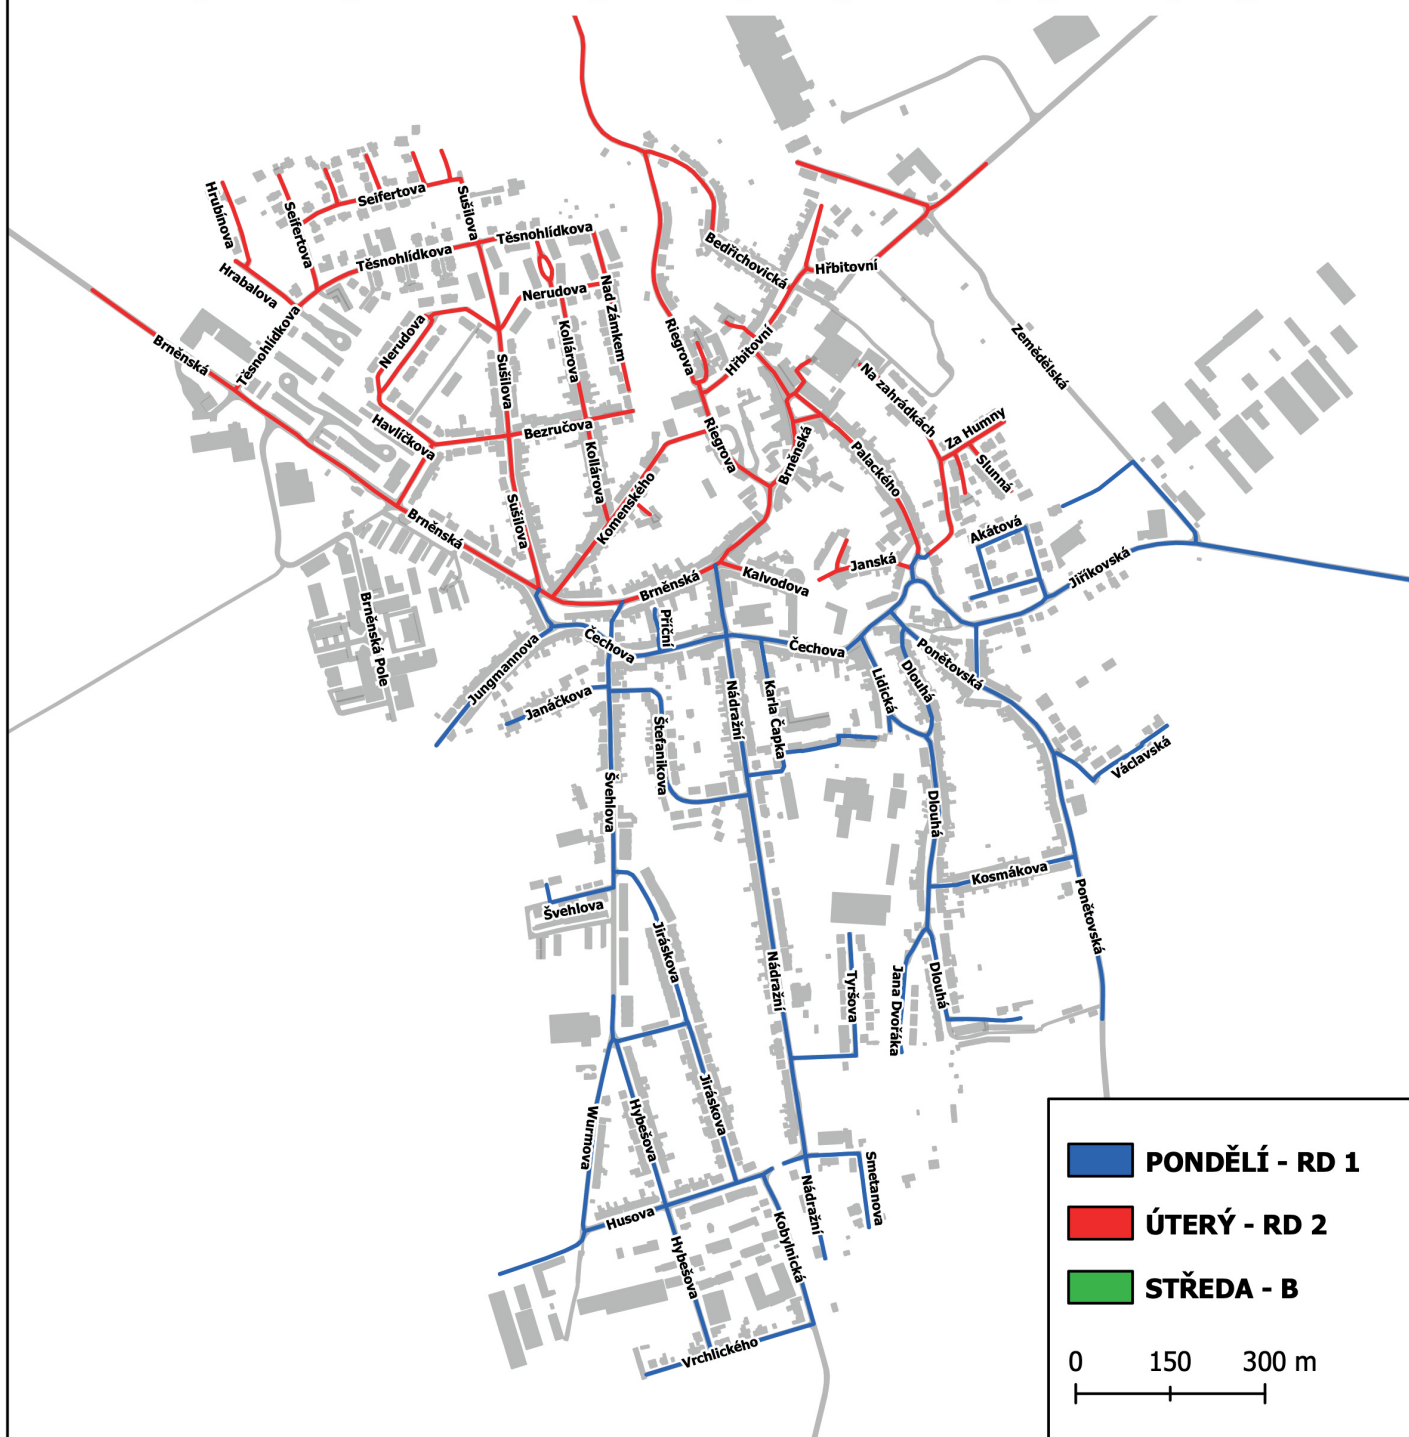 Hrubínova
Seifertova
Seifertova
Sušilova
Těsnohlídkova
Těsnohlídkova
Bedřichovická
Hřbitovní
Hrabalova
Nerudova
Nad Zámkem
Těsnohlídkova
Brněnská
Nerudova
Kollárova
Riegrova
Hřbitovní
Zemědělská
Sušilova
Na zahrádkách
Havlíčkova
Bezručova
Riegrova
Brněnská
Palackého
Za Humny
Slunná
Kollárova
Komenského
Sušilova
Brněnská
Akátová
Jiříkovská
Janská
Brněnská
Kalvodova
Brněnská Pole
Příční
Čechova
Čechova
Jungmannova
Ponětovská
Dlouhá
Lidická
Janáčkova
Štefanikova
Nádražní
Karla Čapka
Václavská
Švehlova
Dlouhá
Kosmákova
Švehlova
Ponětovská
Jiráskova
Nádražní
Tyršova
Jana Dvořáka
Dlouhá
Jiráskova
Hybešova
Wurmova
Smetanova
Nádražní
Husova
Kobylnická
Hybešova
Vrchlického
PONDĚLÍ - RD 1
ÚTERÝ - RD 2
STŘEDA - B
0 150 300 m